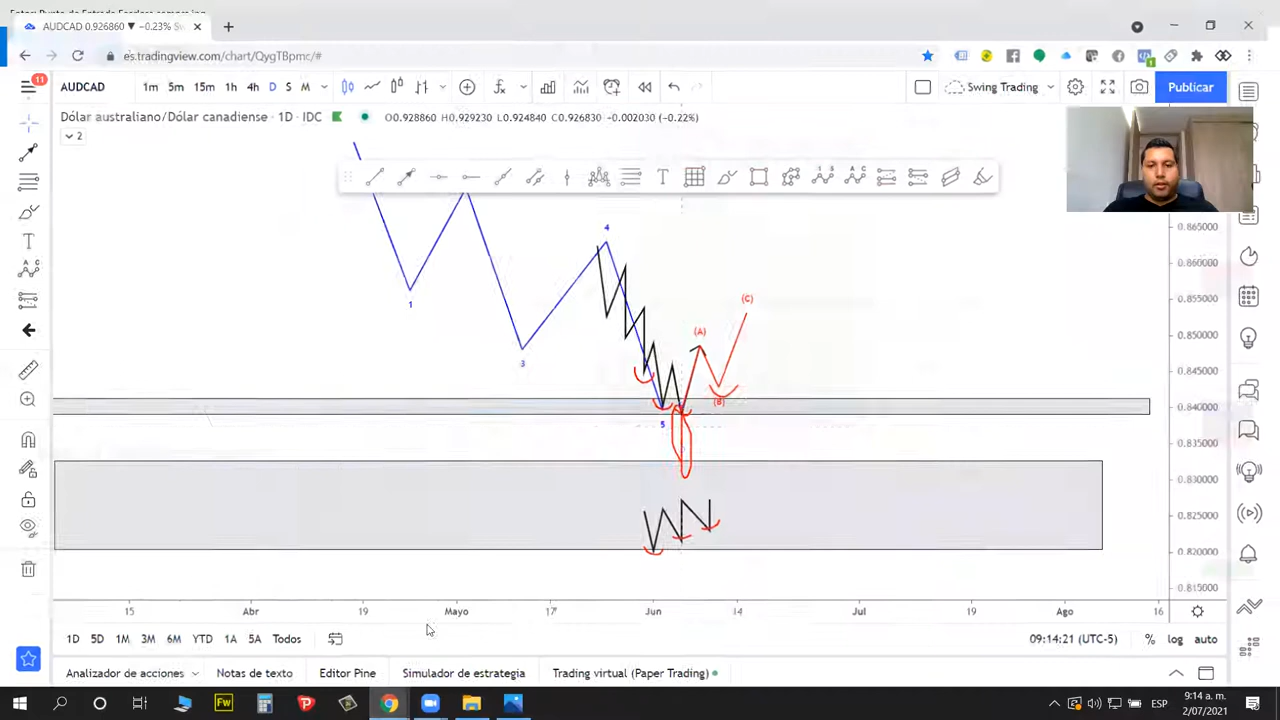 AUDCAD 0.926860 ▼ −0.23%
es.tradingview.com/chart/QygTBpmc/#
11
AUDCAD 1m 5m 15m 1h 4h D S M Swing Trading Publicar
Dólar australiano/Dólar canadiense · 1D · IDC O0.928860 H0.929230 L0.924840 C0.926830 −0.002030 (−0.22%)
2
0.865000
4
0.860000
(C)
0.855000
1
0.850000
(A)
3
0.845000
(B)
0.840000
5
0.835000
0.830000
0.825000
0.820000
0.815000
15 Abr 19 Mayo 17 Jun 14 Jul 19 Ago 16
1D 5D 1M 3M 6M YTD 1A 5A Todos 09:14:21 (UTC-5) % log auto
Analizador de acciones Notas de texto Editor Pine Simulador de estrategia Trading virtual (Paper Trading)
Fw ESP 9:14 a. m.
2/07/2021